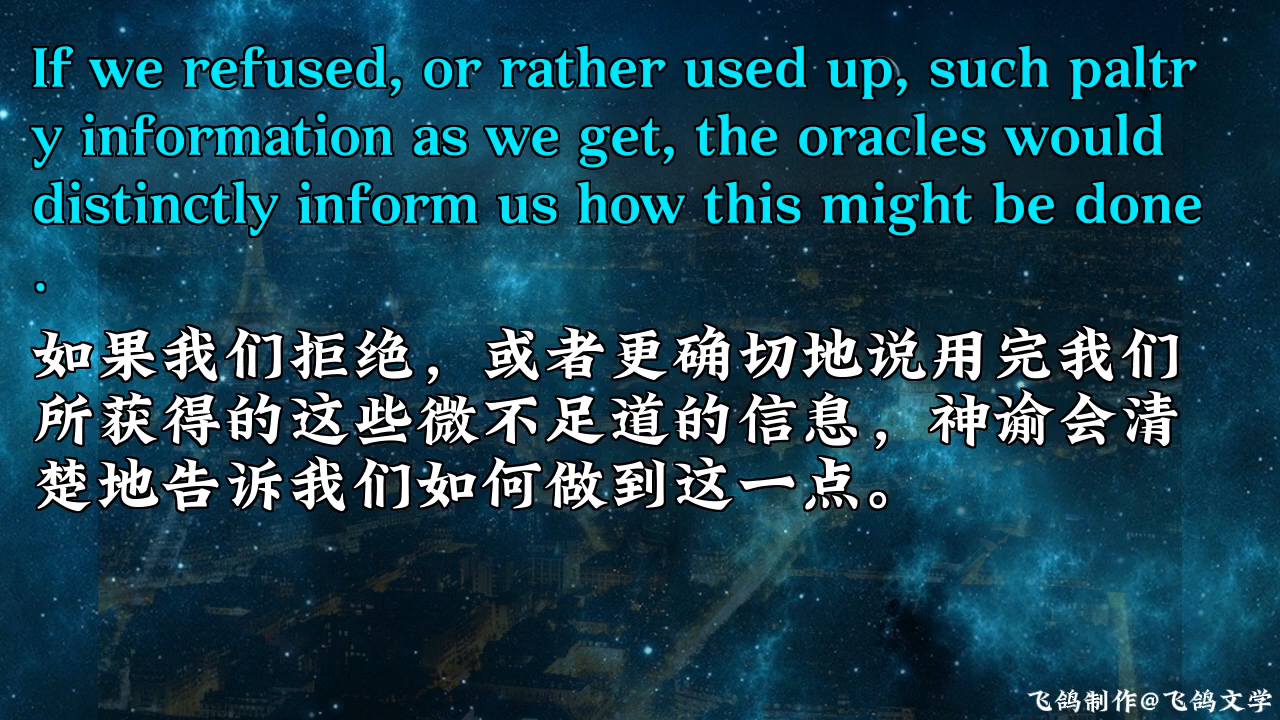 If we refused, or rather used up, such paltr
y information as we get, the oracles would
distinctly inform us how this might be done
.
如果我们拒绝，或者更确切地说用完我们
所获得的这些微不足道的信息，神谕会清
楚地告诉我们如何做到这一点。
飞鸽制作@飞鸽文学